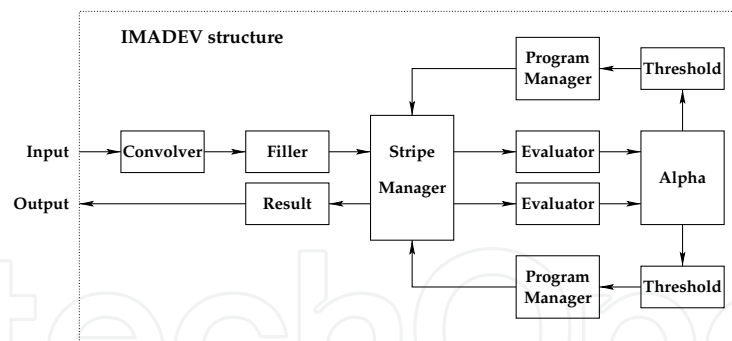 IMADEV structure
Program
Manager
Threshold
Input
Convolver
Filler
Stripe
Manager
Evaluator
Alpha
Output
Result
Evaluator
Program
Manager
Threshold